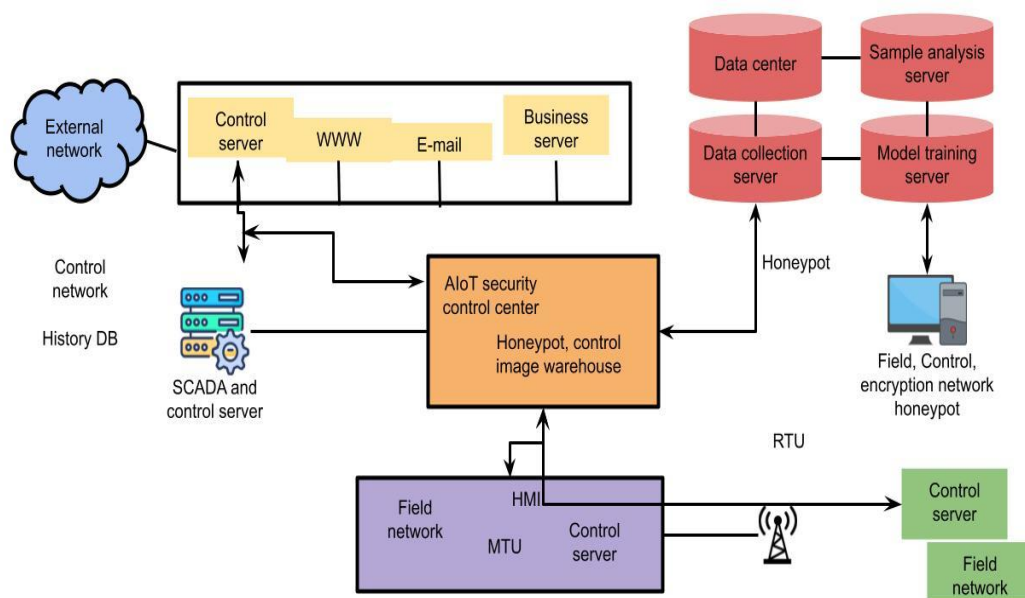 External
network
Control
server
WWW
E-mail
Business
server
Data center
Sample analysis
server
Data collection
server
Model training
server
Control
network
History DB
SCADA and
control server
AIoT security
control center
Honeypot, control
image warehouse
Honeypot
Field, Control,
encryption network
honeypot
RTU
Field
network
HMI
MTU
Control
server
Control
server
Field
network